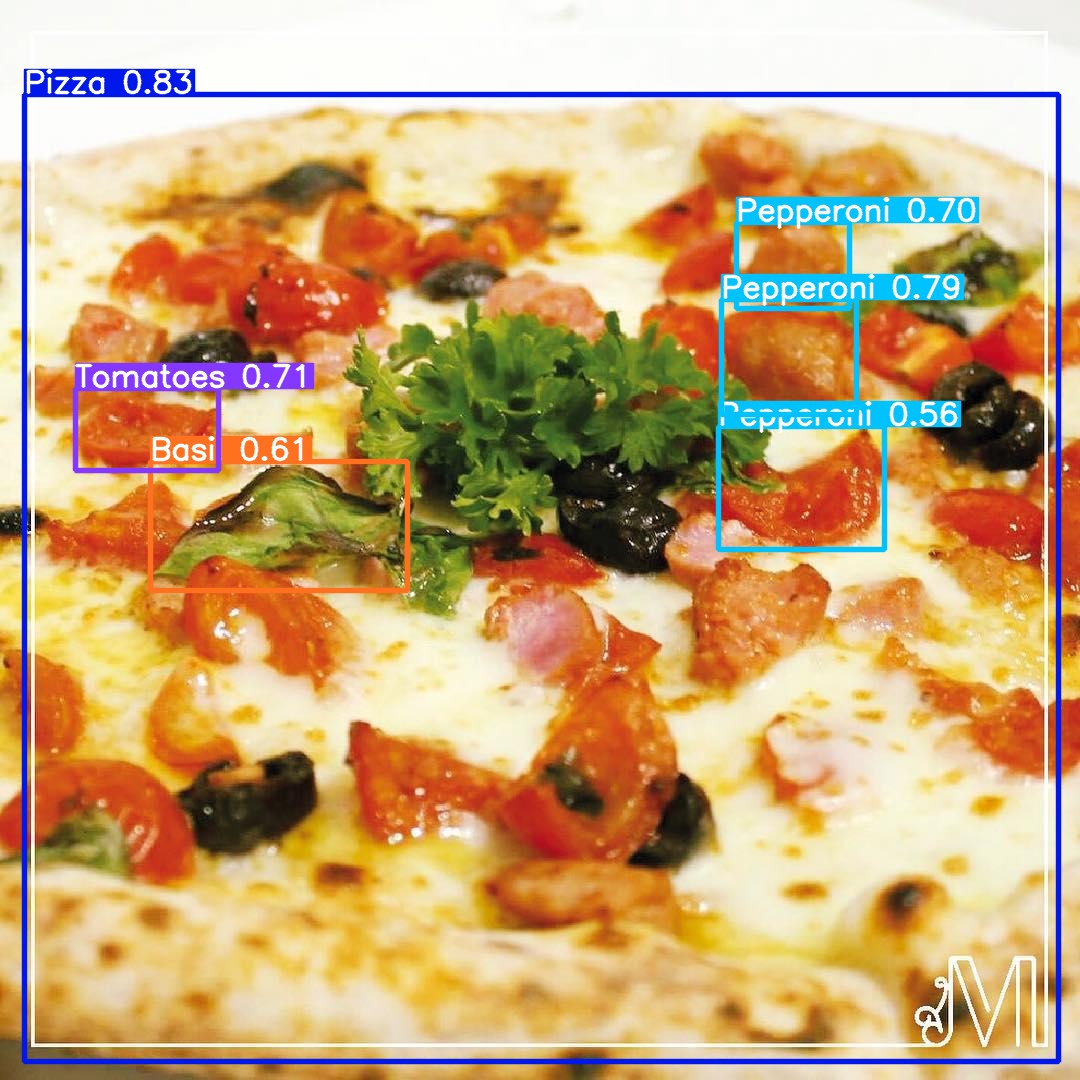 Pizza 0.83
Pepperoni 0.70
Pepperoni 0.79
Tomatoes 0.71
Pepperoni 0.56
Basi 0.61
M